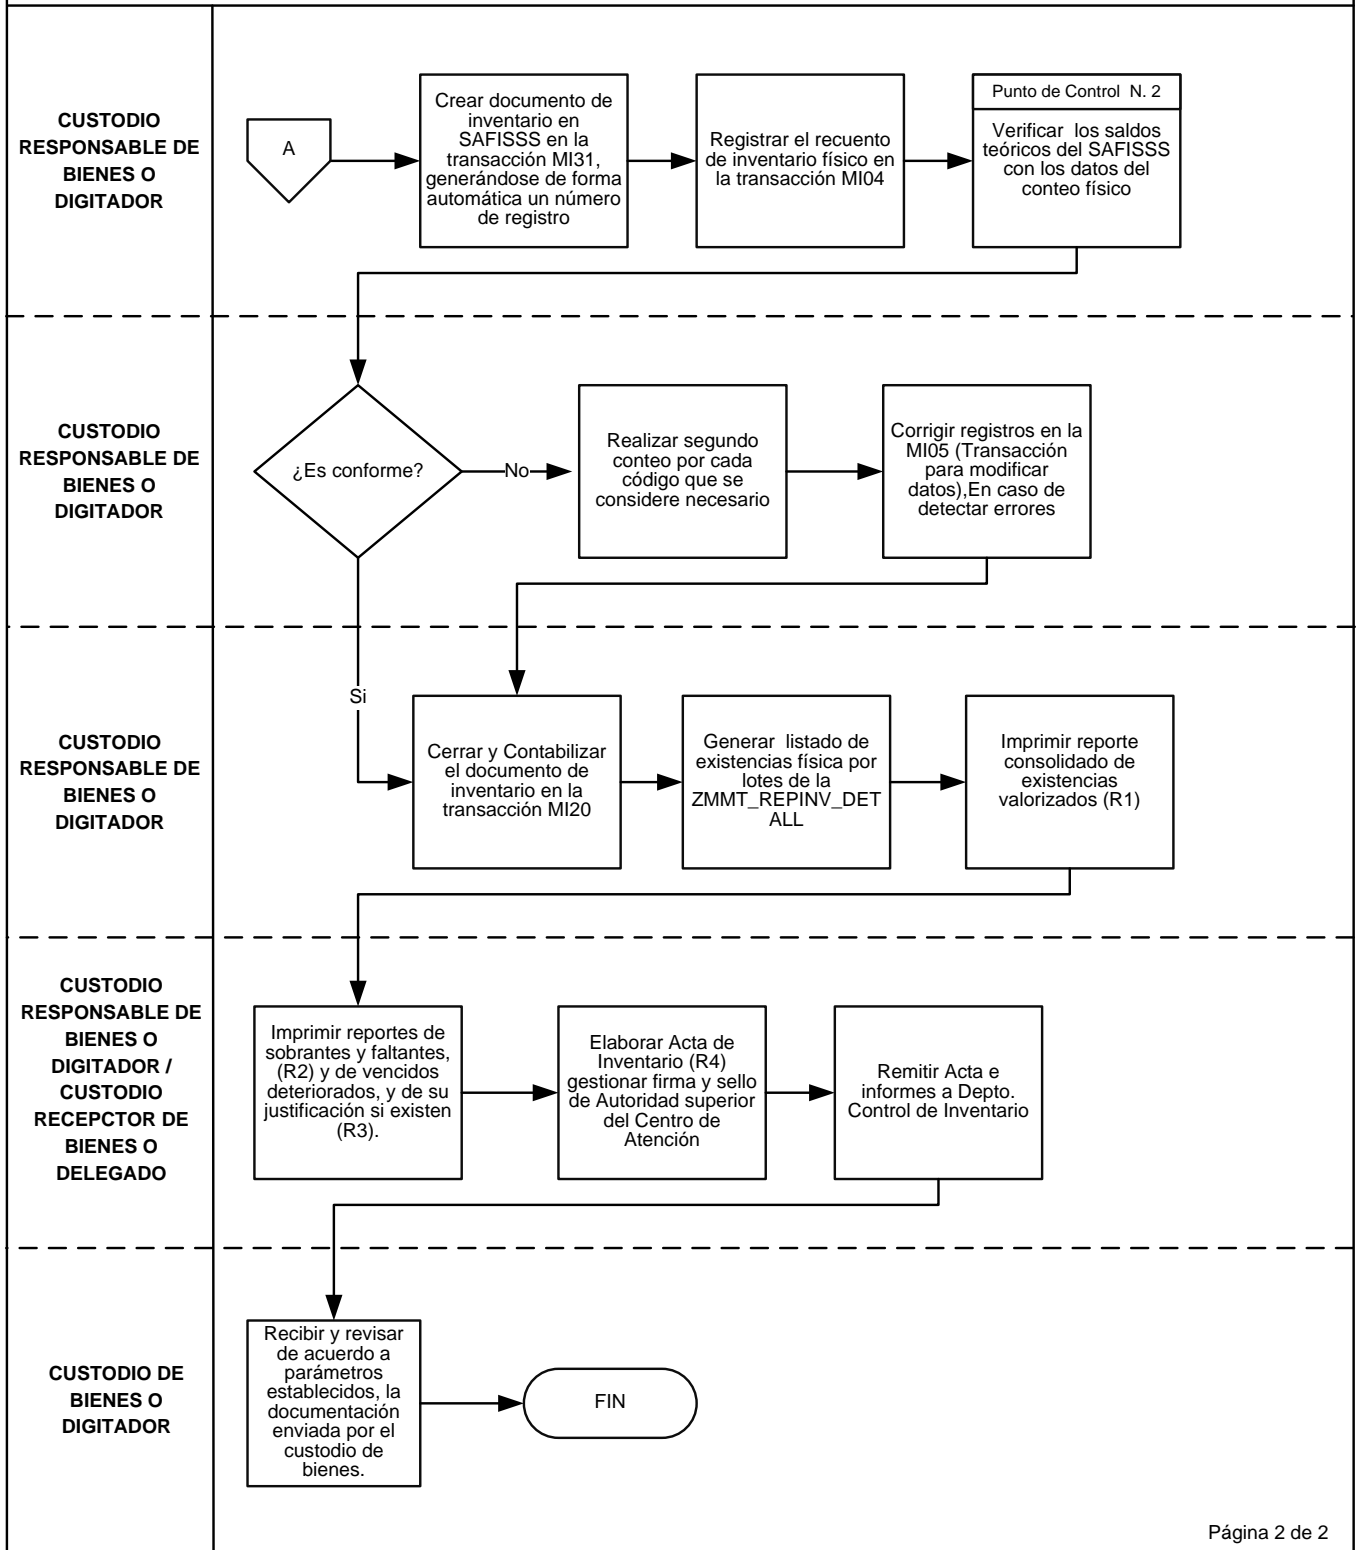 CUSTODIO
RESPONSABLE DE
BIENES O
DIGITADOR
A
Crear documento de
inventario en
SAFISSS en la
transacción MI31,
generándose de forma
automática un número
de registro
Registrar el recuento
de inventario físico en
la transacción MI04
Punto de Control N. 2
Verificar los saldos
teóricos del SAFISSS
con los datos del
conteo físico
CUSTODIO
RESPONSABLE DE
BIENES O
DIGITADOR
¿Es conforme?
No
Realizar segundo
conteo por cada
código que se
considere necesario
Corrigir registros en la
MI05 (Transacción
para modificar
datos),En caso de
detectar errores
CUSTODIO
RESPONSABLE DE
BIENES O
DIGITADOR
Si
Cerrar y Contabilizar
el documento de
inventario en la
transacción MI20
Generar listado de
existencias física por
lotes de la
ZMMT_REPINV_DET
ALL
Imprimir reporte
consolidado de
existencias
valorizados (R1)
CUSTODIO
RESPONSABLE DE
BIENES O
DIGITADOR /
CUSTODIO
RECEPCTOR DE
BIENES O
DELEGADO
Imprimir reportes de
sobrantes y faltantes,
(R2) y de vencidos
deteriorados, y de su
justificación si existen
(R3).
Elaborar Acta de
Inventario (R4)
gestionar firma y sello
de Autoridad superior
del Centro de
Atención
Remitir Acta e
informes a Depto.
Control de Inventario
CUSTODIO DE
BIENES O
DIGITADOR
Recibir y revisar
de acuerdo a
parámetros
establecidos, la
documentación
enviada por el
custodio de
bienes.
FIN
Página 2 de 2